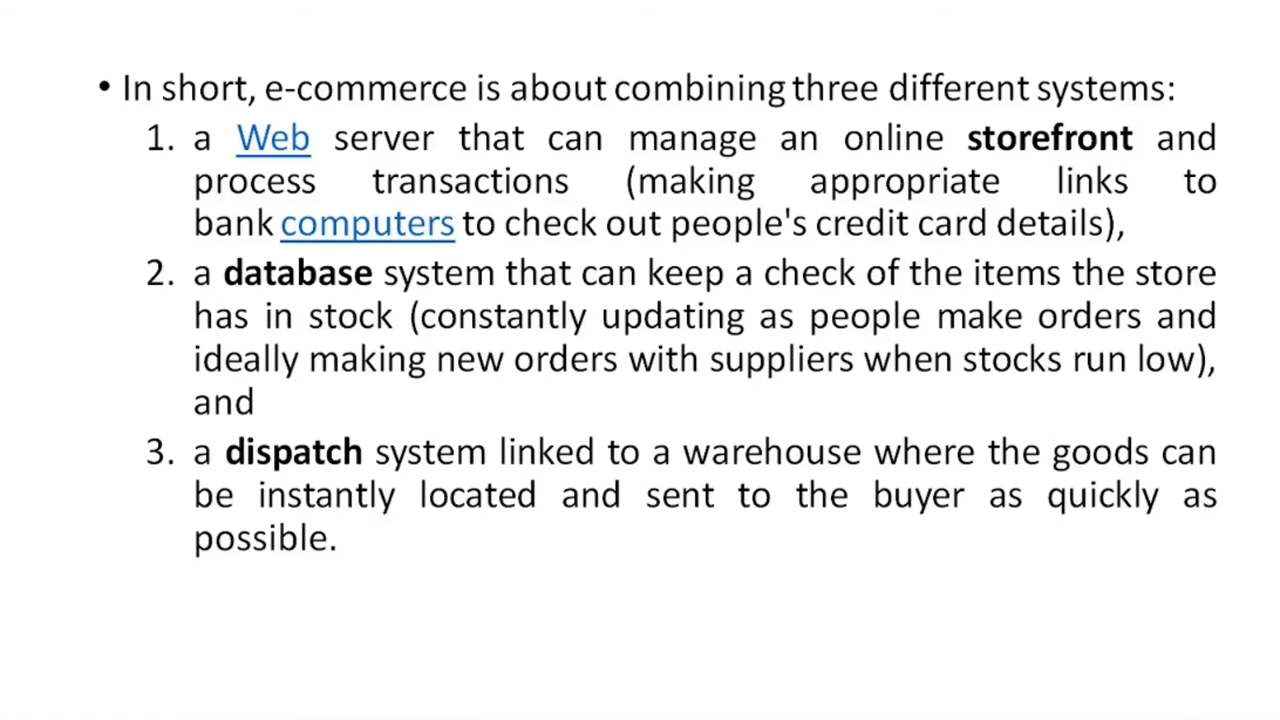 • In short, e-commerce is about combining three different systems:
1. a Web server that can manage an online storefront and
process transactions (making appropriate links to
bank computers to check out people's credit card details),
2. a database system that can keep a check of the items the store
has in stock (constantly updating as people make orders and
ideally making new orders with suppliers when stocks run low),
and
3. a dispatch system linked to a warehouse where the goods can
be instantly located and sent to the buyer as quickly as
possible.